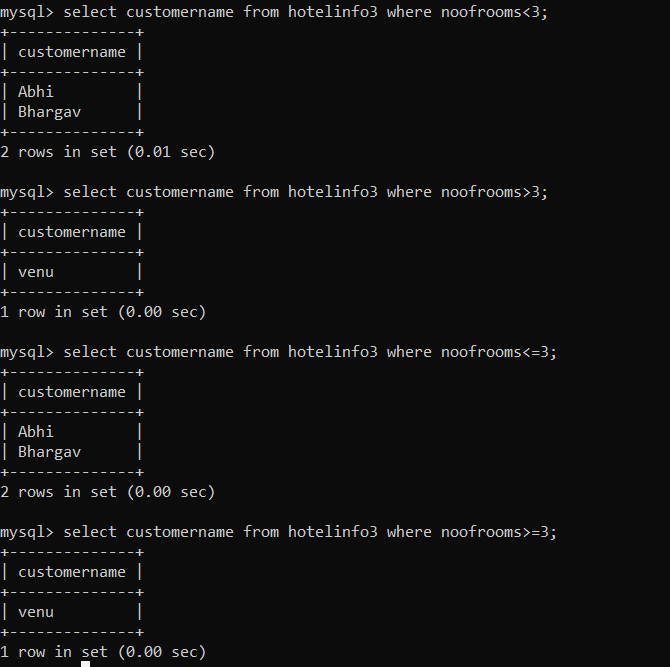 mysql> select customername from hotelinfo3 where noofrooms<3;
+--------------+
| customername |
+--------------+
| Abhi         |
| Bhargav      |
+--------------+
2 rows in set (0.01 sec)

mysql> select customername from hotelinfo3 where noofrooms>3;
+--------------+
| customername |
+--------------+
| venu         |
+--------------+
1 row in set (0.00 sec)

mysql> select customername from hotelinfo3 where noofrooms<=3;
+--------------+
| customername |
+--------------+
| Abhi         |
| Bhargav      |
+--------------+
2 rows in set (0.00 sec)

mysql> select customername from hotelinfo3 where noofrooms>=3;
+--------------+
| customername |
+--------------+
| venu         |
+--------------+
1 row in set (0.00 sec)